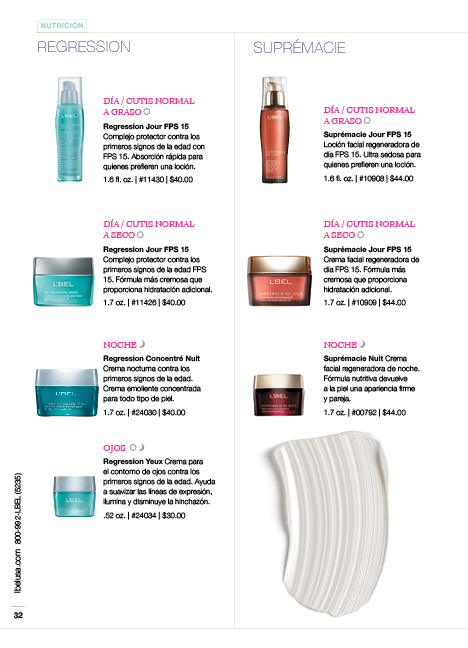 NUTRICIÓN
REGRESSION
DÍA / CUTIS NORMAL
A GRASO
Regression Jour FPS 15
Complejo protector contra los
primeros signos de la edad con
FPS 15. Absorción rápida para
quienes prefieren una loción.
1.6 fl. oz. | #11430 | $40.00
DÍA / CUTIS NORMAL
A SECO
Regression Jour FPS 15
Complejo protector contra los
primeros signos de la edad FPS
15. Fórmula más cremosa que
proporciona hidratación adicional.
1.7 oz. | #11426 | $40.00
NOCHE
Regression Concentré Nuit
Crema nocturna contra los
primeros signos de la edad.
Crema emoliente concentrada
para todo tipo de piel.
1.7 oz. | #24030 | $40.00
OJOS
Regression Yeux Crema para
el contorno de ojos contra los
primeros signos de la edad. Ayuda
a suavizar las líneas de expresión,
ilumina y disminuye la hinchazón.
.52 oz. | #24034 | $30.00
SUPRÉMACIE
DÍA / CUTIS NORMAL
A GRASO
Suprémacie Jour FPS 15
Loción facial regeneradora de
día FPS 15. Ultra sedosa para
quienes prefieren una loción.
1.6 fl. oz. | #10908 | $44.00
DÍA / CUTIS NORMAL
A SECO
Suprémacie Jour FPS 15
Crema facial regeneradora de
día FPS 15. Fórmula más
cremosa que proporciona
hidratación adicional.
1.7 oz. | #10909 | $44.00
NOCHE
Suprémacie Nuit Crema
facial regeneradora de noche.
Fórmula nutritiva devuelve
a la piel una apariencia firme
y pareja.
1.7 oz. | #00792 | $44.00
L'BEL
L'BEL
L'BEL
L'BEL
SUPRÉMACIE JOUR
L'BEL
L'BEL
L'BEL
lbelusa.com 800-992-LBEL (5235)
32